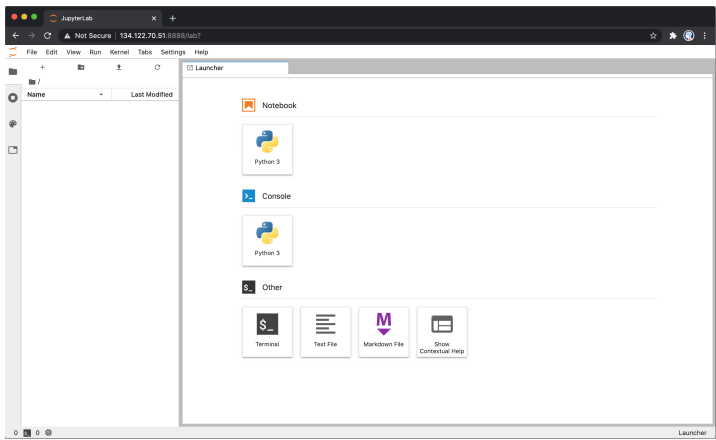 JupyterLab
Not Secure | 134.122.70.51:8888/lab?
File Edit View Run Kernel Tabs Settings Help
Launcher
/
Name Last Modified
Notebook
Python 3
Console
Python 3
$_ Other
$_
Terminal Text File Markdown File Show Contextual Help
0 0 Launcher